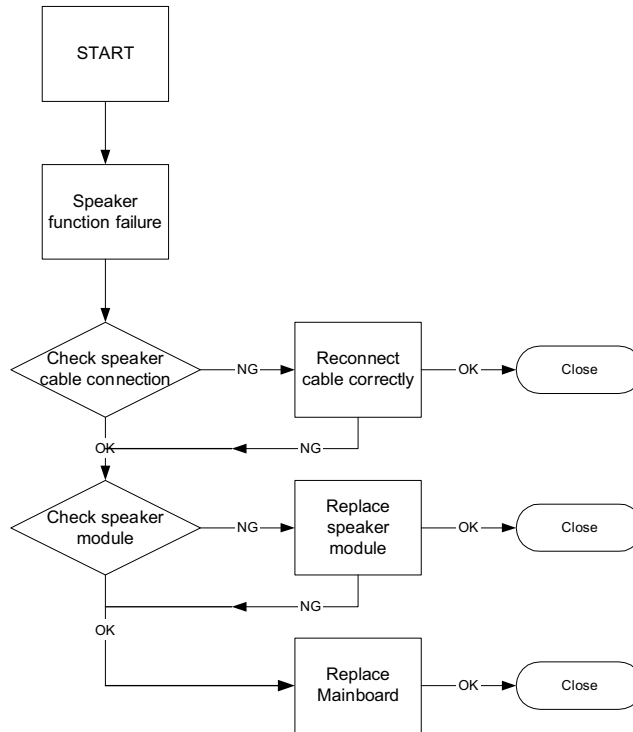 START
Speaker
function failure
Check speaker
cable connection
NG
Reconnect
cable correctly
OK
Close
OK
NG
Check speaker
module
NG
Replace
speaker
module
OK
Close
NG
OK
Replace
Mainboard
OK
Close